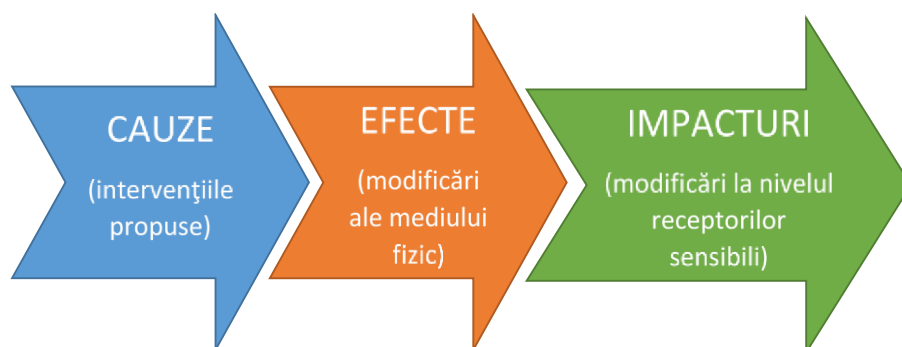 CAUZE
(intervenţiile
propuse)
EFECTE
(modificări
ale mediului
fizic)
IMPACTURI
(modificări la nivelul
receptorilor
sensibili)